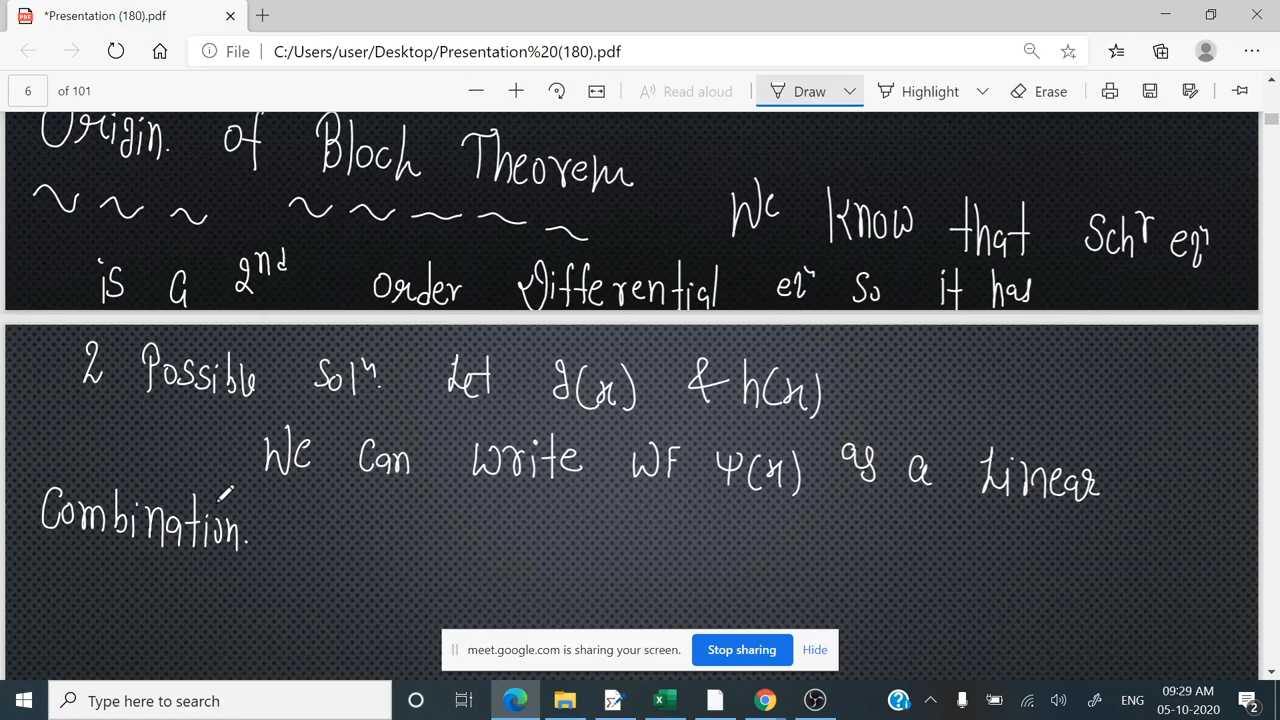 *Presentation (180).pdf
File | C:/Users/user/Desktop/Presentation%20(180).pdf
6 of 101 Read aloud Draw Highlight Erase
Origin. of Bloch Theorem
We know that Schr eqn
is a 2nd order Differential eqn so it has
2 Possible Soln. Let g(x) & h(x)
We can write WF ψ(x) as a Linear
Combination.
meet.google.com is sharing your screen. Stop sharing Hide
Type here to search
ENG
09:29 AM
05-10-2020
2